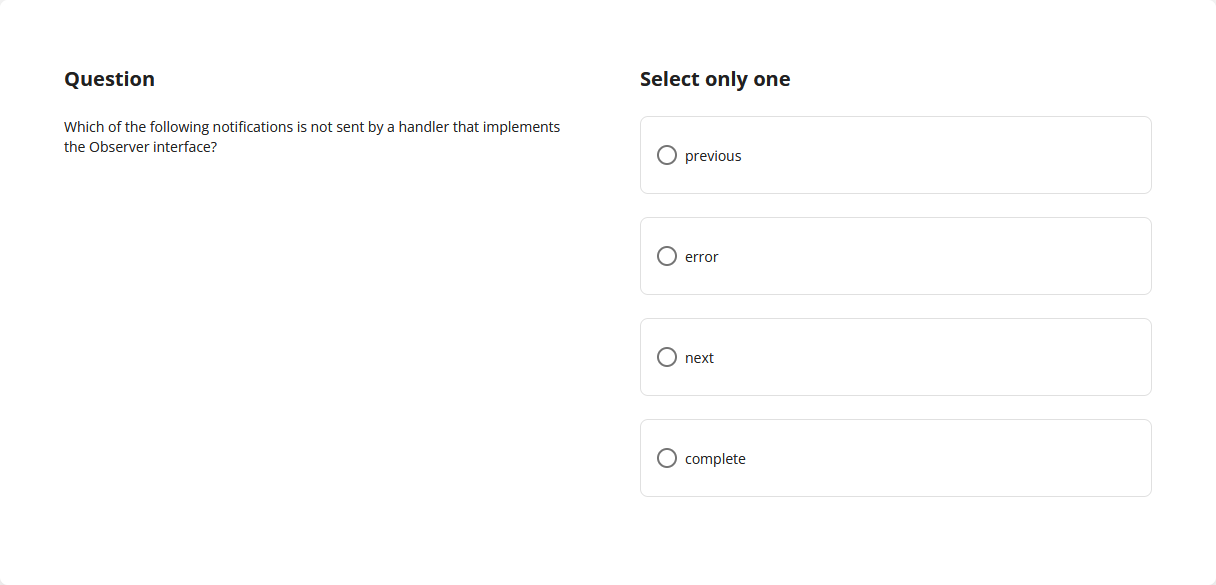 Question
Which of the following notifications is not sent by a handler that implements
the Observer interface?
Select only one
previous
error
next
complete